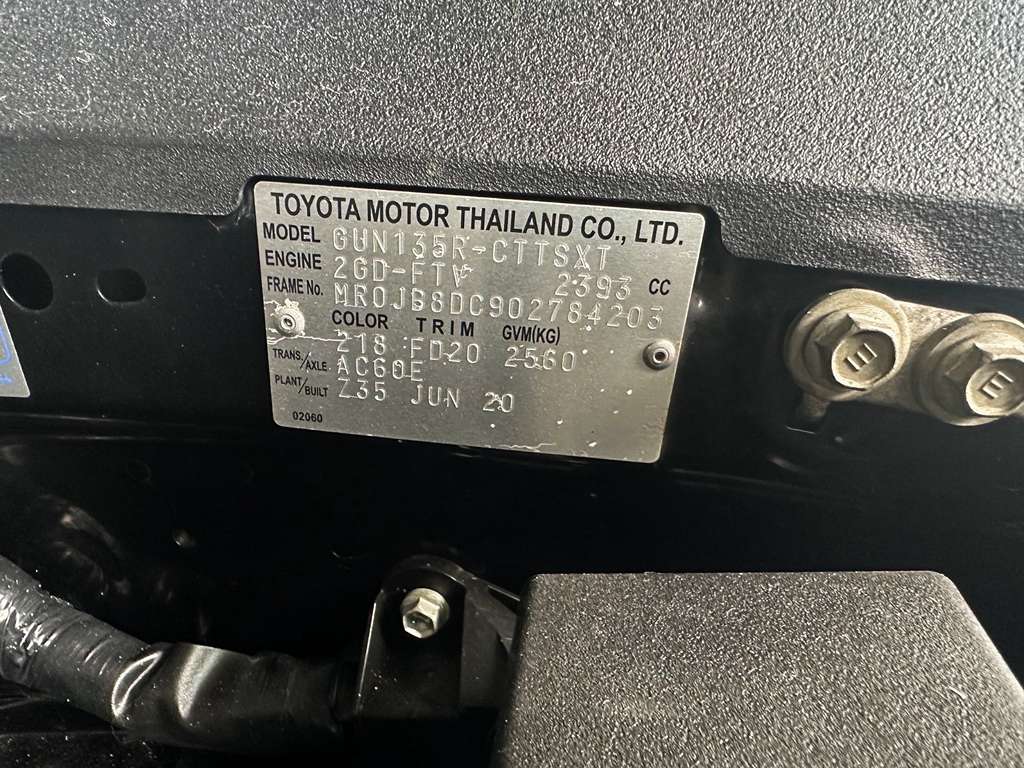 TOYOTA MOTOR THAILAND CO., LTD.
MODEL GUN135R-CTTSXT
ENGINE 2GD-FTV 2393 CC
FRAME No. MR0JB8DC902784203
COLOR TRIM GVM(KG)
218 FD20 2560
TRANS./AXLE AC60E
PLANT/BUILT Z35 JUN 20
02060
E E